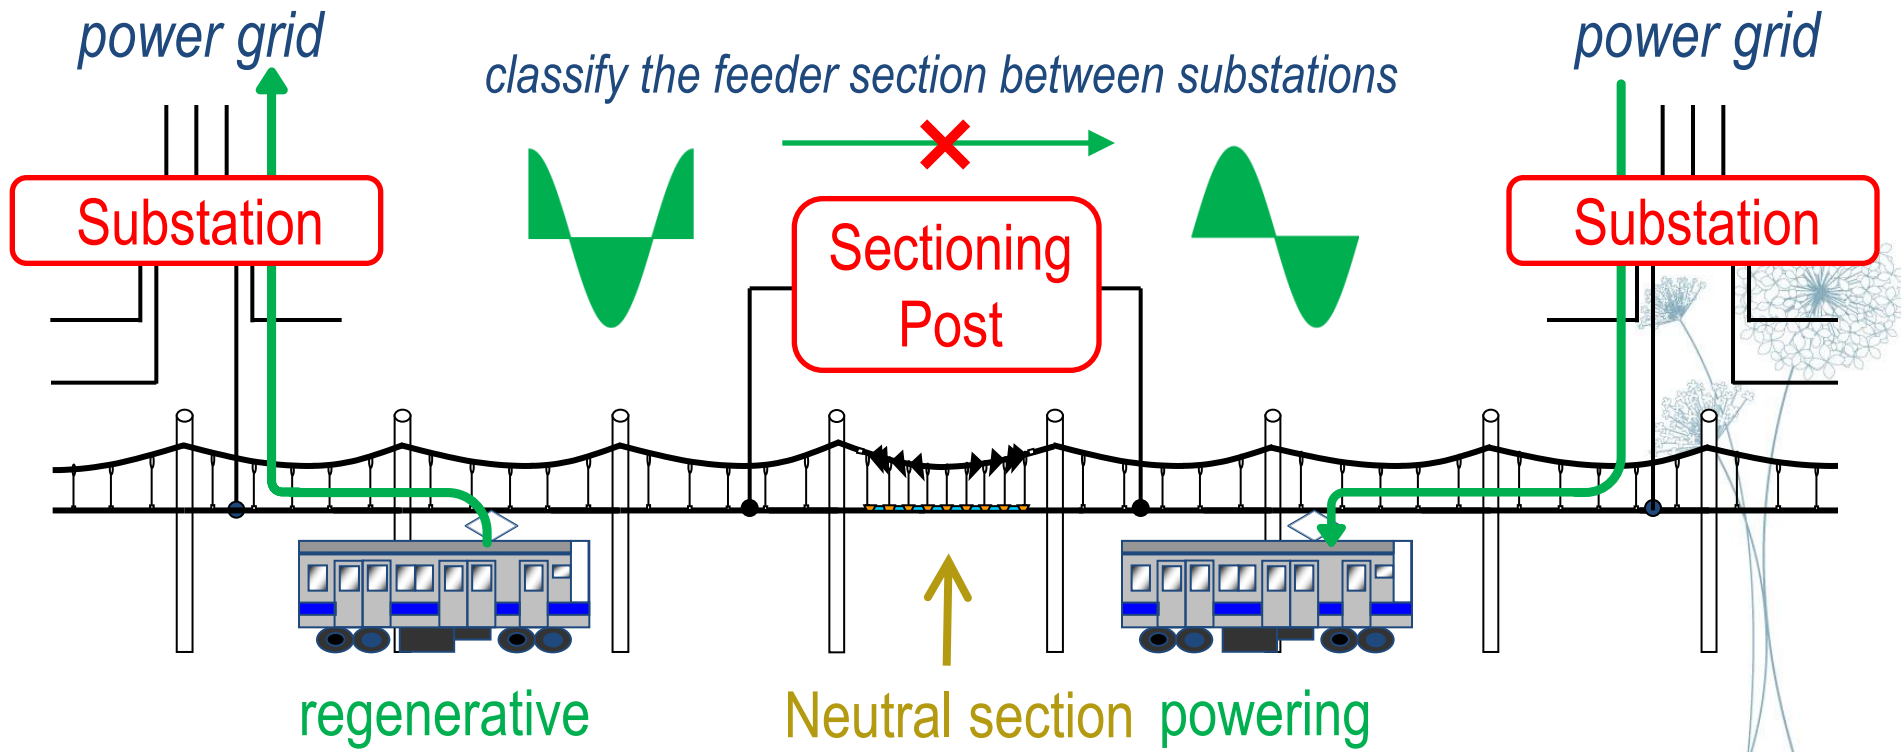 power grid
power grid
classify the feeder section between substations
Substation
Substation
Sectioning
Post
regenerative
Neutral section
powering